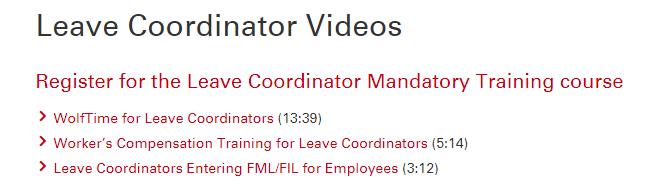 Leave Coordinator Videos
Register for the Leave Coordinator Mandatory Training course
WolfTime for Leave Coordinators (13:39)
Worker's Compensation Training for Leave Coordinators (5:14)
Leave Coordinators Entering FML/FIL for Employees (3:12)